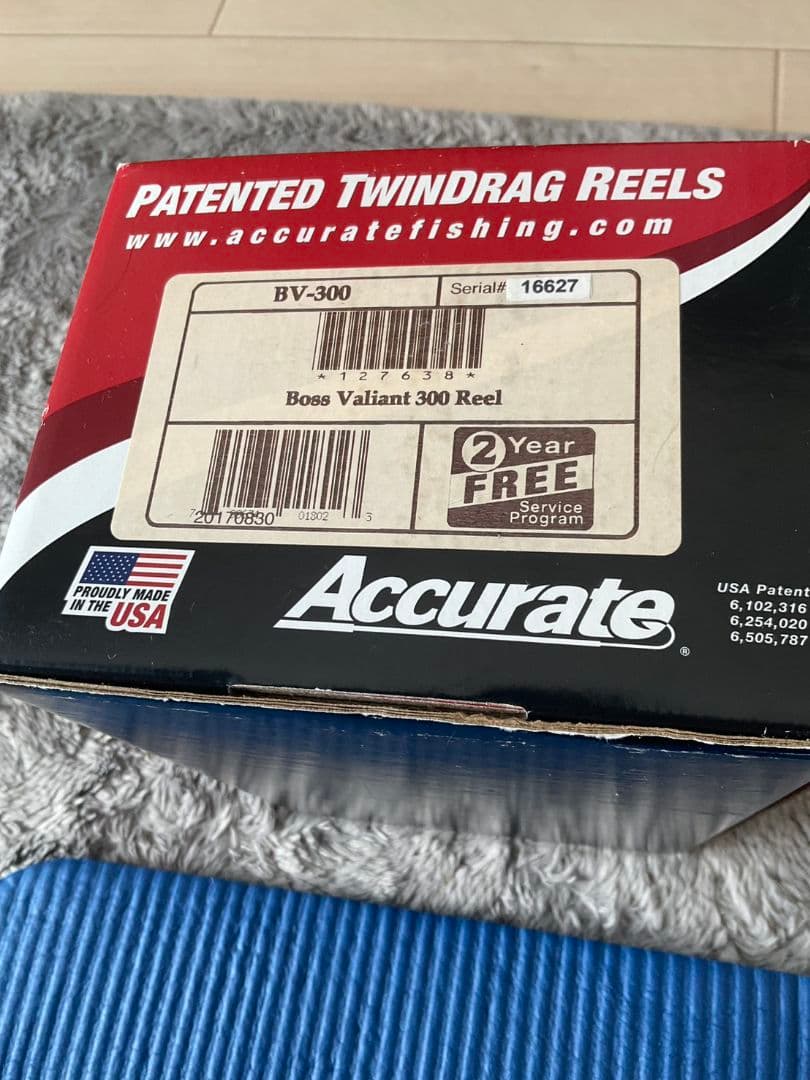 PATENTED TWINDRAG REELS
www.accuratefishing.com
BV-300
Serial# 16627
*127638*
Boss Valiant 300 Reel
20170830
01802
3
2 Year
FREE
Service
Program
PROUDLY MADE
IN THE USA
Accurate®
USA Patent
6,102,316
6,254,020
6,505,787